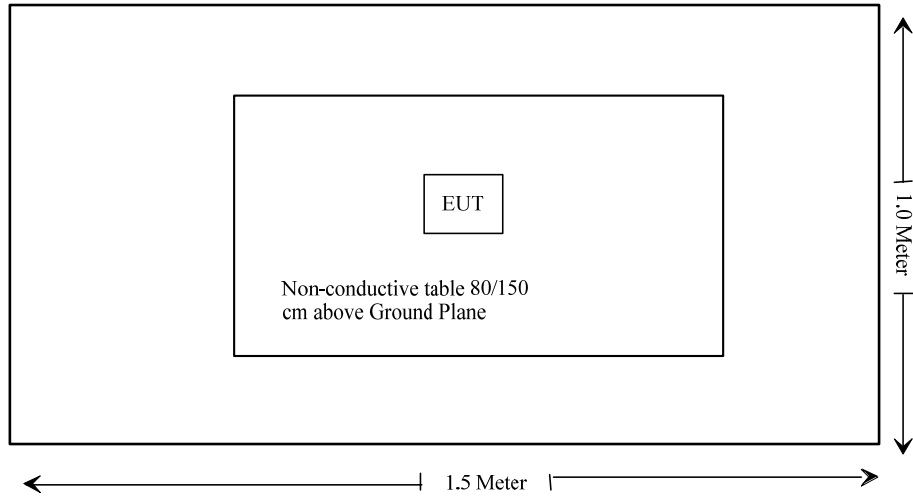 EUT
1.0 Meter
Non-conductive table 80/150
cm above Ground Plane
1.5 Meter